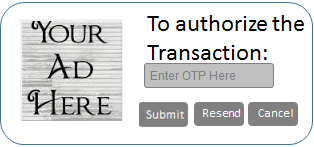 Your
Ad
Here
To authorize the
Transaction:
Enter OTP Here
Submit Resend Cancel